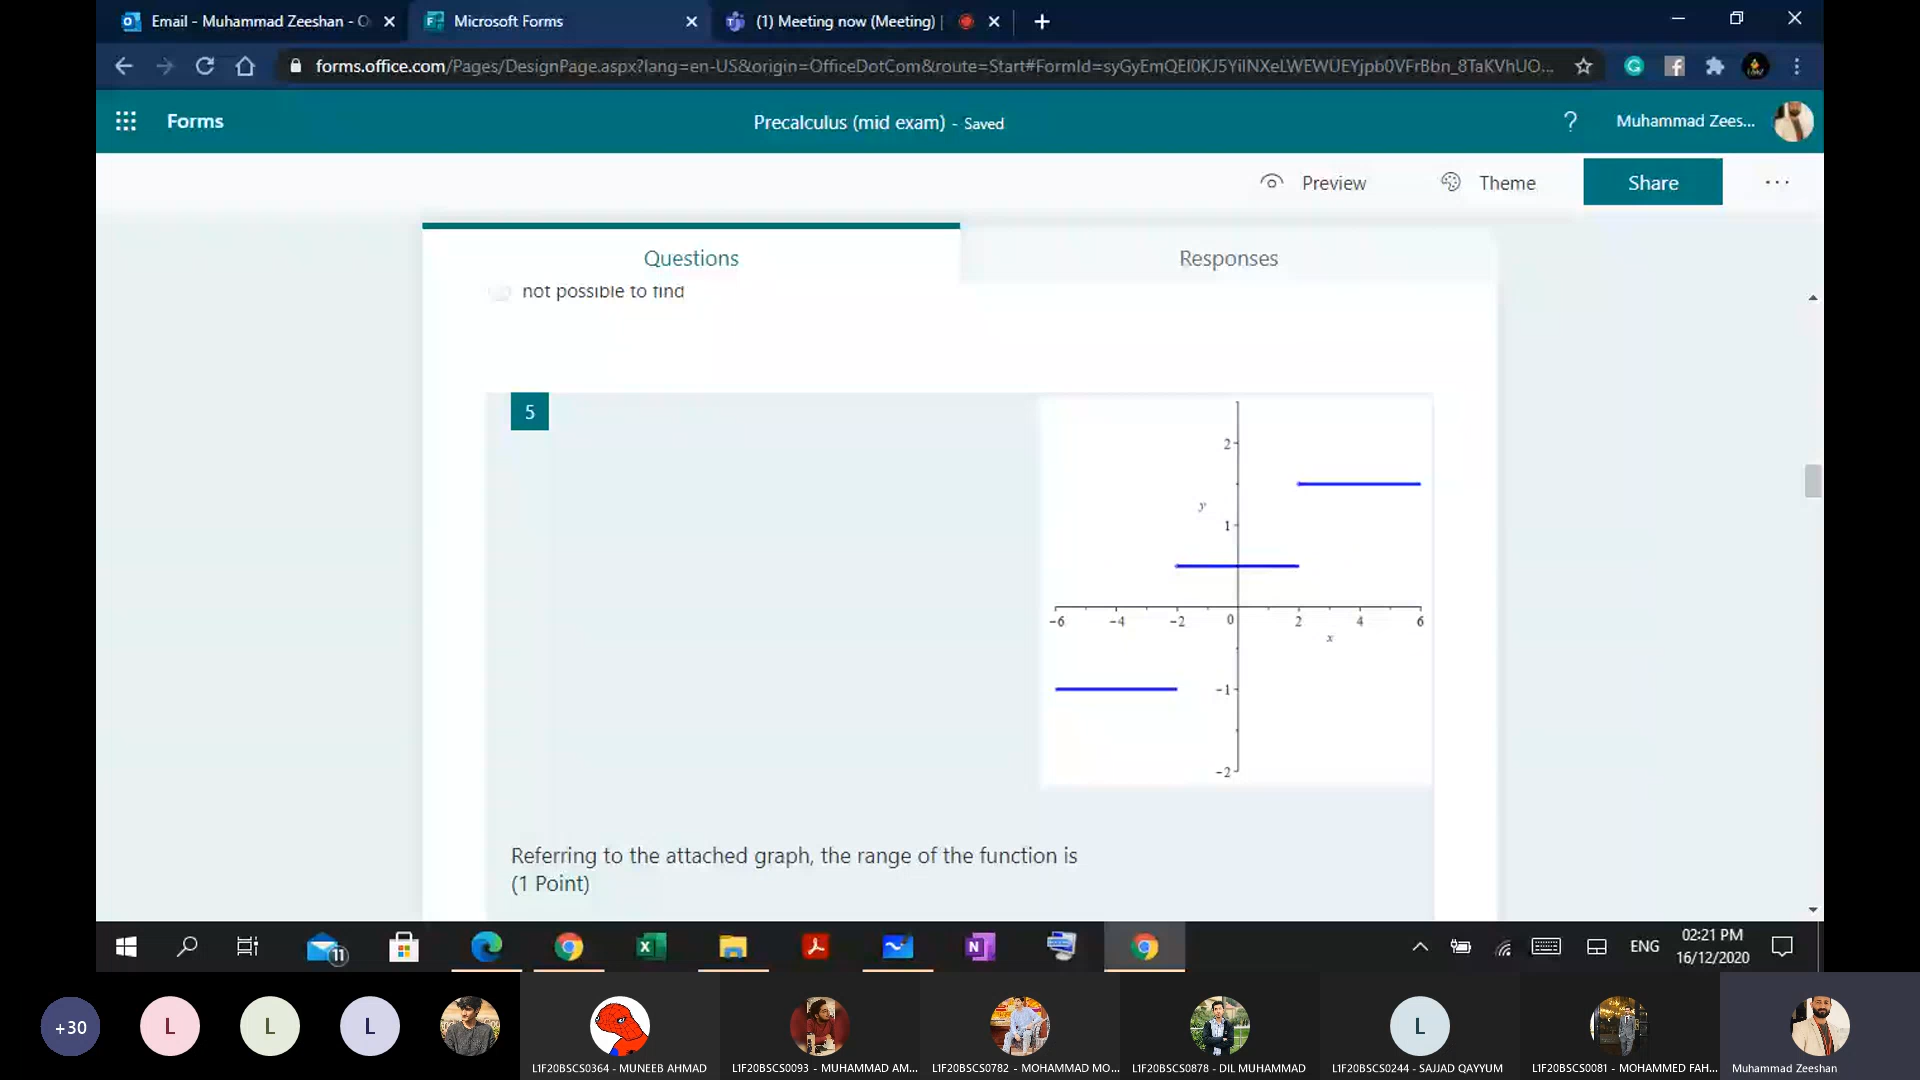 Email - Muhammad Zeeshan - O
Microsoft Forms
(1) Meeting now (Meeting) |
forms.office.com/Pages/DesignPage.aspx?lang=en-US&origin=OfficeDotCom&route=Start#FormId=syGyEmQEI0KJ5YiINXeLWEWUEYjpb0VFrBbn_8TaKVhUO...
Forms
Precalculus (mid exam) - Saved
?
Muhammad Zees...
Preview
Theme
Share
Questions
Responses
not possible to find
5
2
y
1
-6
-4
-2
0
2
4
6
x
-1
-2
Referring to the attached graph, the range of the function is
(1 Point)
11
ENG
02:21 PM
16/12/2020
+30
L
L
L
L
L1F20BSCS0364 - MUNEEB AHMAD
L1F20BSCS0093 - MUHAMMAD AM...
L1F20BSCS0782 - MOHAMMAD MO...
L1F20BSCS0878 - DIL MUHAMMAD
L1F20BSCS0244 - SAJJAD QAYYUM
L1F20BSCS0081 - MOHAMMED FAH...
Muhammad Zeeshan